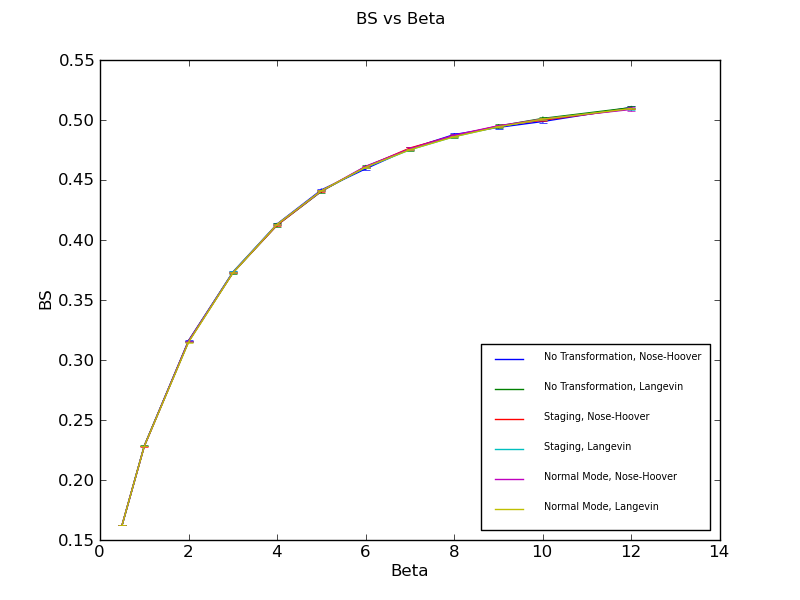 BS vs Beta
0.55
0.50
0.45
0.40
0.35
0.30
0.25
0.20
0.15
BS
No Transformation, Nose-Hoover
No Transformation, Langevin
Staging, Nose-Hoover
Staging, Langevin
Normal Mode, Nose-Hoover
Normal Mode, Langevin
0 2 4 6 8 10 12 14
Beta